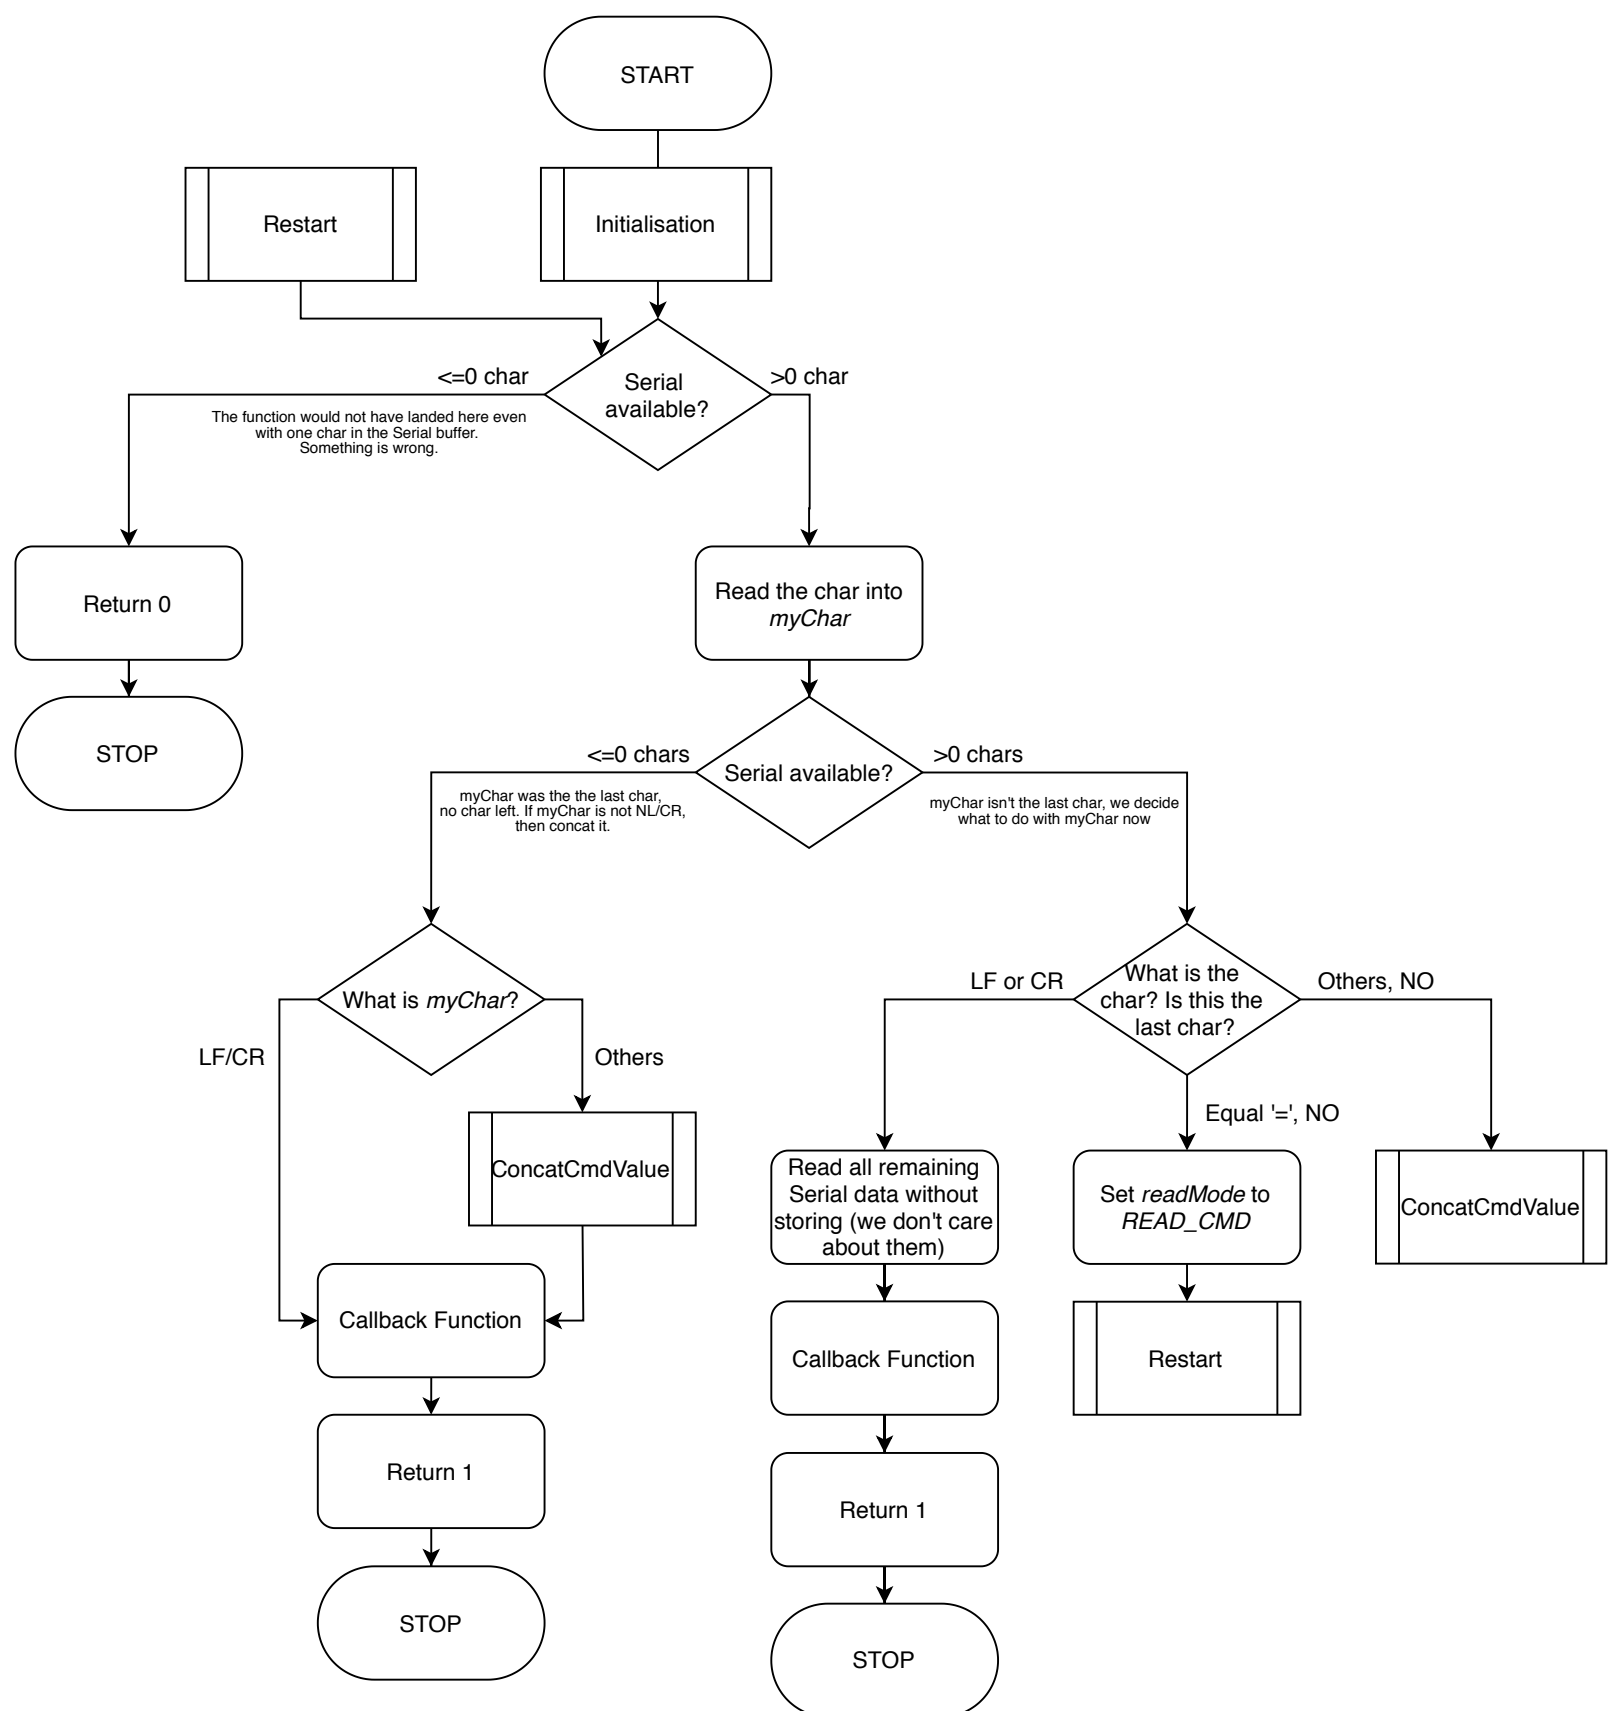 START
Restart
Initialisation
<=0 char
>0 char
Serial
available?
The function would not have landed here even
with one char in the Serial buffer.
Something is wrong.
Return 0
Read the char into
myChar
STOP
<=0 chars
>0 chars
Serial available?
myChar was the the last char,
no char left. If myChar is not NL/CR,
then concat it.
myChar isn't the last char, we decide
what to do with myChar now
What is myChar?
LF or CR
What is the
char? Is this the
last char?
Others, NO
LF/CR
Others
Equal '=', NO
ConcatCmdValue
Read all remaining
Serial data without
storing (we don't care
about them)
Set readMode to
READ_CMD
ConcatCmdValue
Callback Function
Callback Function
Restart
Return 1
Return 1
STOP
STOP